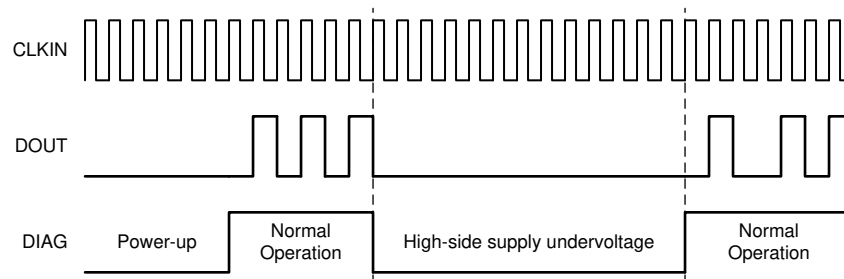 CLKIN
DOUT
DIAG
Power-up
Normal
Operation
High-side supply undervoltage
Normal
Operation